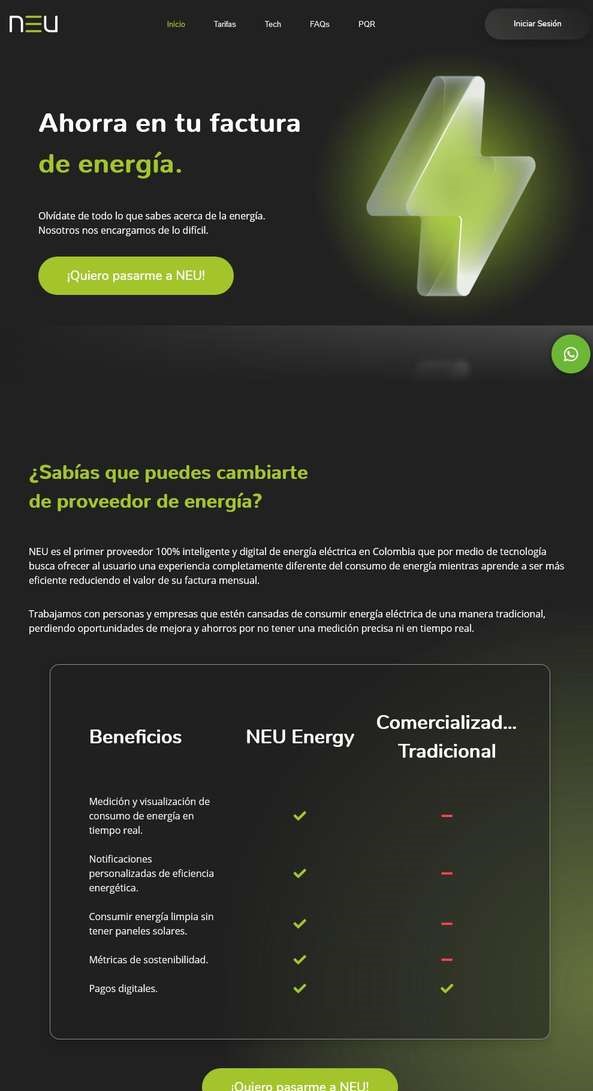 NEU
Inicio
Tarifas
Tech
FAQs
PQR
Iniciar Sesión
Ahorra en tu factura
de energía.
Olvídate de todo lo que sabes acerca de la energía.
Nosotros nos encargamos de lo difícil.
¡Quiero pasarme a NEU!
¿Sabías que puedes cambiarte
de proveedor de energía?
NEU es el primer proveedor 100% inteligente y digital de energía eléctrica en Colombia que por medio de tecnología
busca ofrecer al usuario una experiencia completamente diferente del consumo de energía mientras aprende a ser más
eficiente reduciendo el valor de su factura mensual.
Trabajamos con personas y empresas que estén cansadas de consumir energía eléctrica de una manera tradicional,
perdiendo oportunidades de mejora y ahorros por no tener una medición precisa ni en tiempo real.
Beneficios
NEU Energy
Comercializad...
Tradicional
Medición y visualización de
consumo de energía en
tiempo real.
Notificaciones
personalizadas de eficiencia
energética.
Consumir energía limpia sin
tener paneles solares.
Métricas de sostenibilidad.
Pagos digitales.
¡Quiero pasarme a NEU!